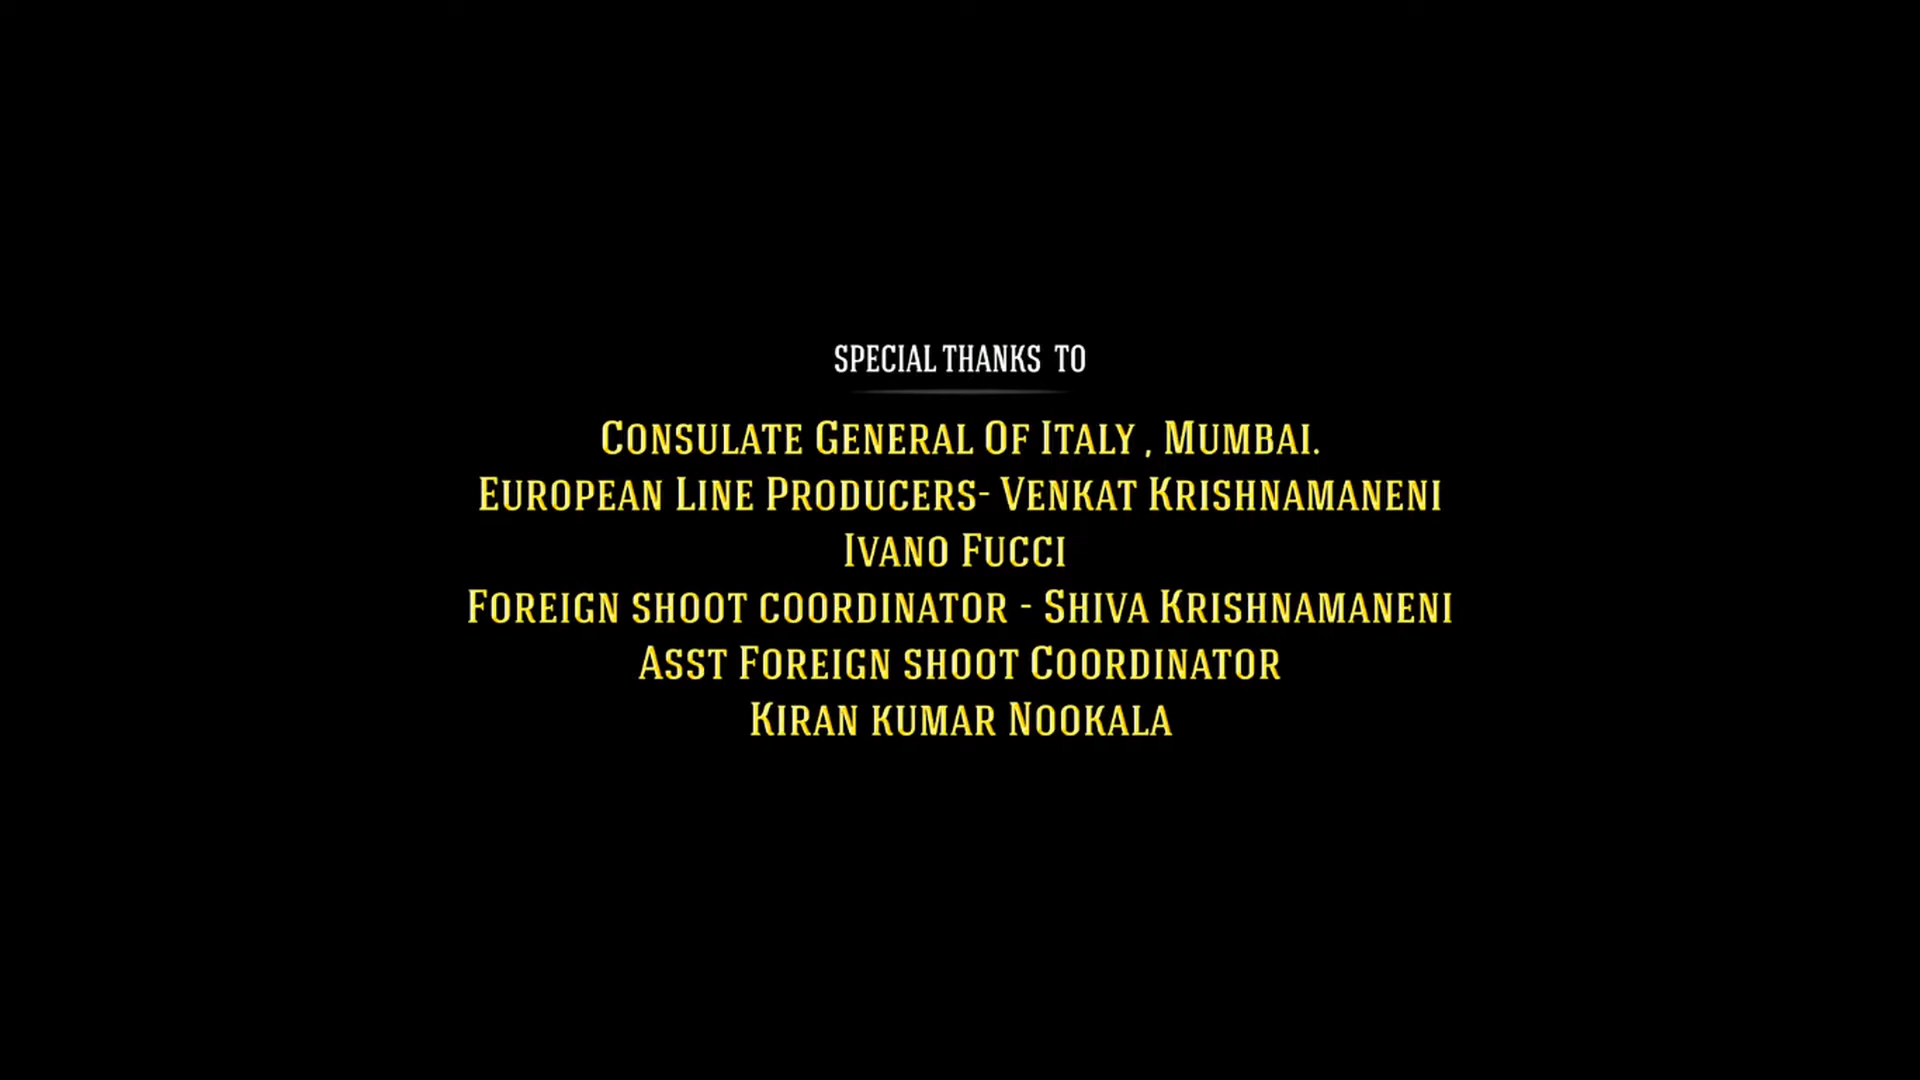 SPECIAL THANKS TO
CONSULATE GENERAL OF ITALY , MUMBAI.
EUROPEAN LINE PRODUCERS- VENKAT KRISHNAMANENI
IVANO FUCCI
FOREIGN SHOOT COORDINATOR - SHIVA KRISHNAMANENI
ASST FOREIGN SHOOT COORDINATOR
KIRAN KUMAR NOOKALA